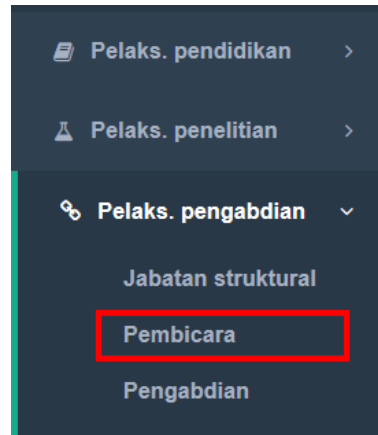 Pelaks. pendidikan
Pelaks. penelitian
Pelaks. pengabdian
Jabatan struktural
Pembicara
Pengabdian